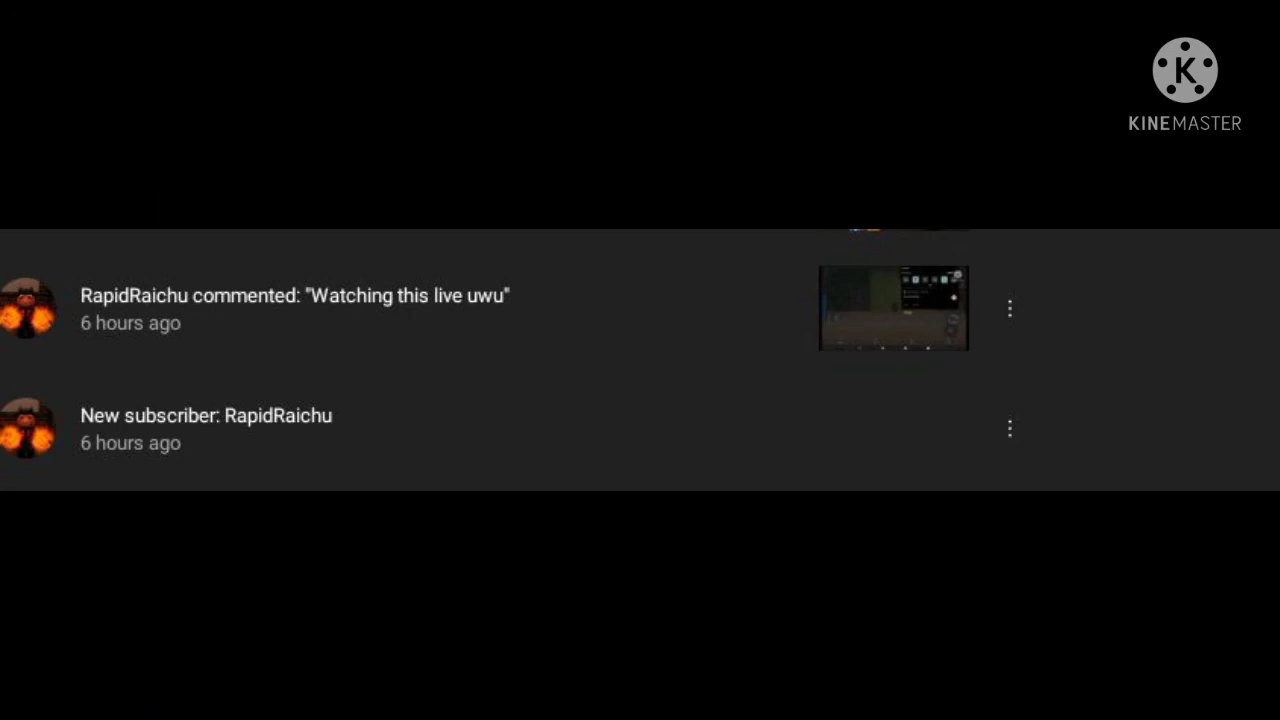 K
KINEMASTER
RapidRaichu commented: "Watching this live uwu"
6 hours ago
New subscriber: RapidRaichu
6 hours ago